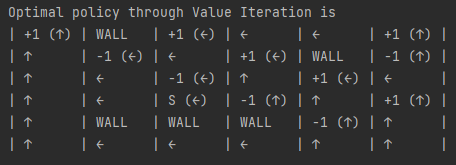 Optimal policy through Value Iteration is
| +1 (↑) | WALL | +1 (←) | ← | ← | +1 (↑) |
| ↑ | -1 (←) | ← | +1 (←) | WALL | -1 (↑) |
| ↑ | ← | -1 (←) | ↑ | +1 (←) | ← |
| ↑ | ← | S (←) | -1 (↑) | ↑ | +1 (↑) |
| ↑ | WALL | WALL | WALL | -1 (↑) | ↑ |
| ↑ | ← | ← | ← | ↑ | ↑ |